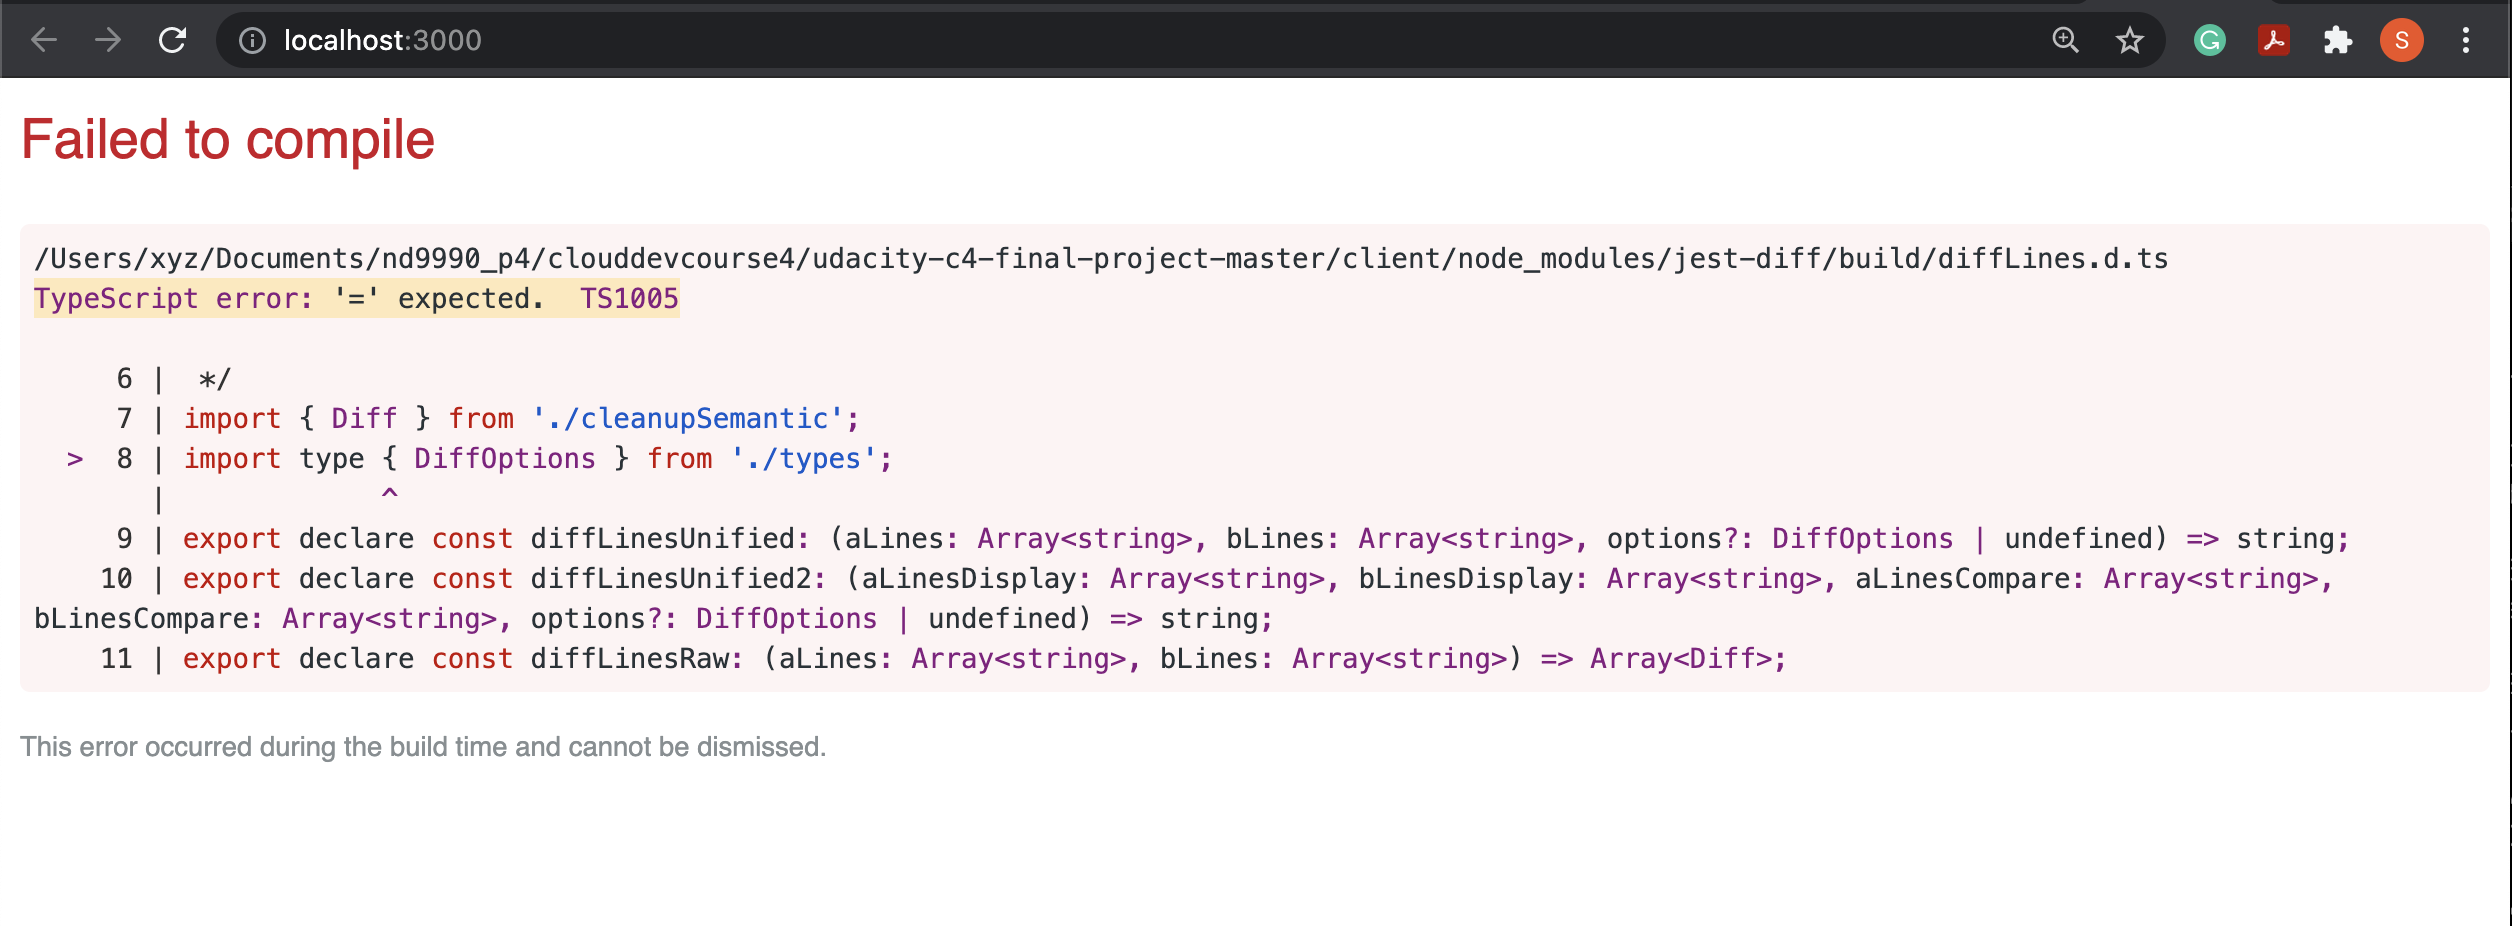 localhost:3000
S
Failed to compile
/Users/xyz/Documents/nd9990_p4/clouddevcourse4/udacity-c4-final-project-master/client/node_modules/jest-diff/build/diffLines.d.ts
TypeScript error: '=' expected.  TS1005
     6 |  */
     7 | import { Diff } from './cleanupSemantic';
  >  8 | import type { DiffOptions } from './types';
       |             ^
     9 | export declare const diffLinesUnified: (aLines: Array<string>, bLines: Array<string>, options?: DiffOptions | undefined) => string;
    10 | export declare const diffLinesUnified2: (aLinesDisplay: Array<string>, bLinesDisplay: Array<string>, aLinesCompare: Array<string>,
bLinesCompare: Array<string>, options?: DiffOptions | undefined) => string;
    11 | export declare const diffLinesRaw: (aLines: Array<string>, bLines: Array<string>) => Array<Diff>;
This error occurred during the build time and cannot be dismissed.